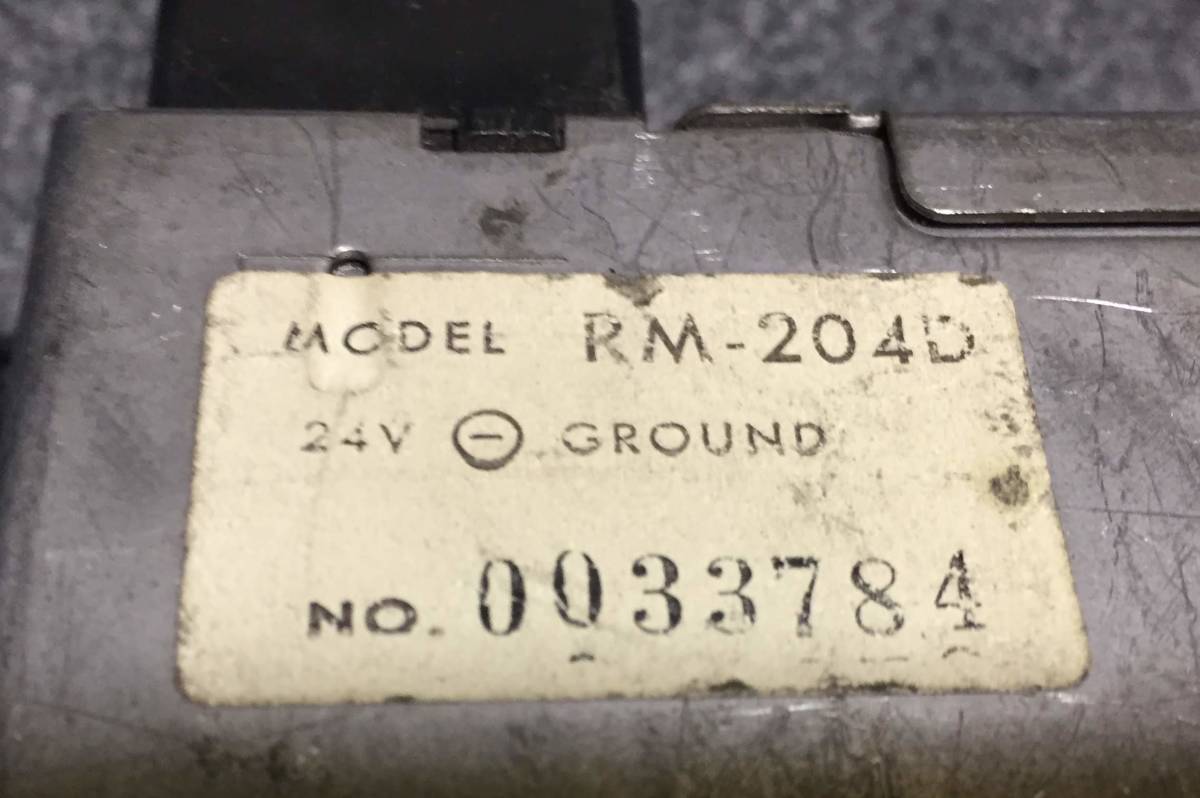 MODEL RM-204D
24V ⊖ GROUND
NO. 0033784